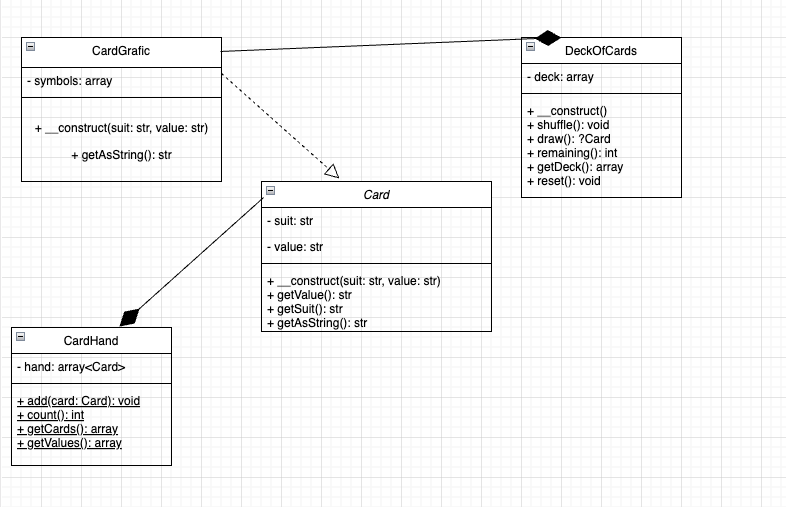 CardGrafic
- symbols: array
+ __construct(suit: str, value: str)
+ getAsString(): str
DeckOfCards
- deck: array
+ __construct()
+ shuffle(): void
+ draw(): ?Card
+ remaining(): int
+ getDeck(): array
+ reset(): void
Card
- suit: str
- value: str
+ __construct(suit: str, value: str)
+ getValue(): str
+ getSuit(): str
+ getAsString(): str
CardHand
- hand: array<Card>
+ add(card: Card): void
+ count(): int
+ getCards(): array
+ getValues(): array